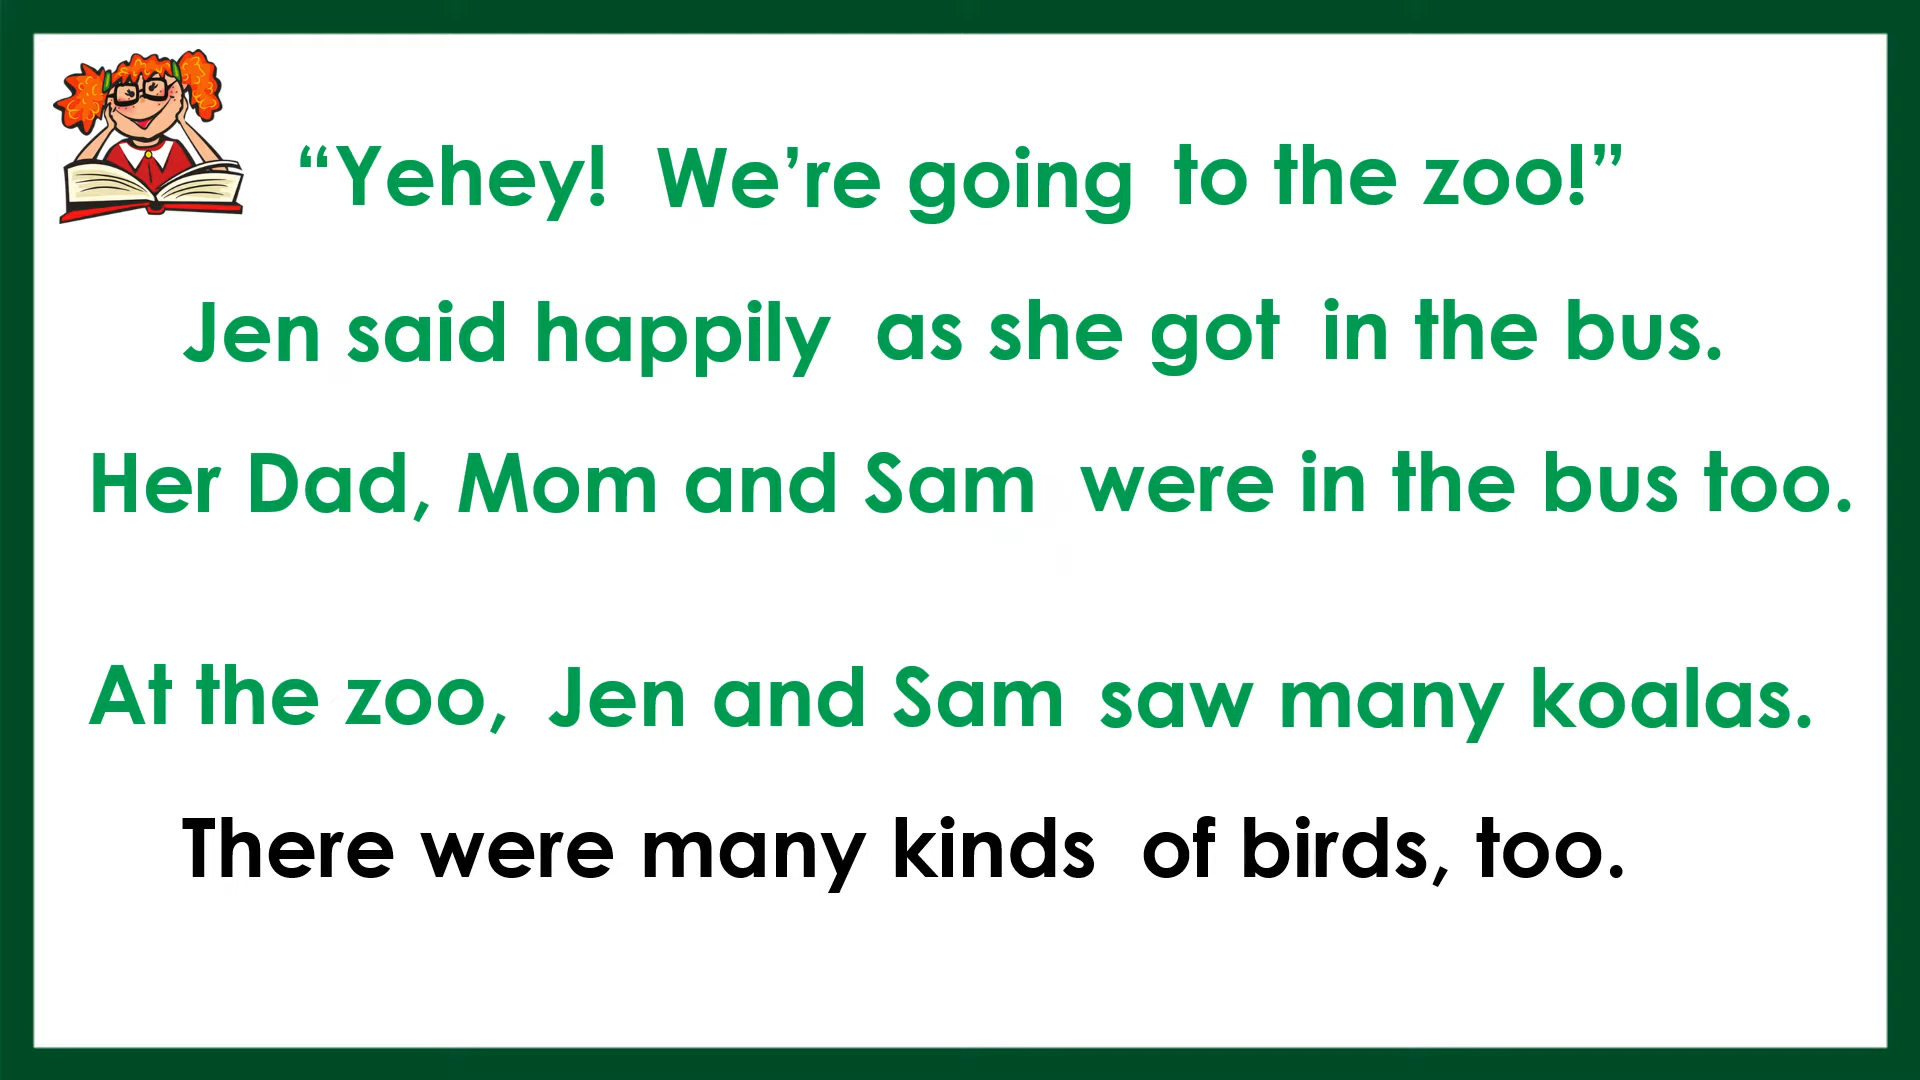 “Yehey! We’re going to the zoo!”
Jen said happily as she got in the bus.
Her Dad, Mom and Sam were in the bus too.
At the zoo, Jen and Sam saw many koalas.
There were many kinds of birds, too.